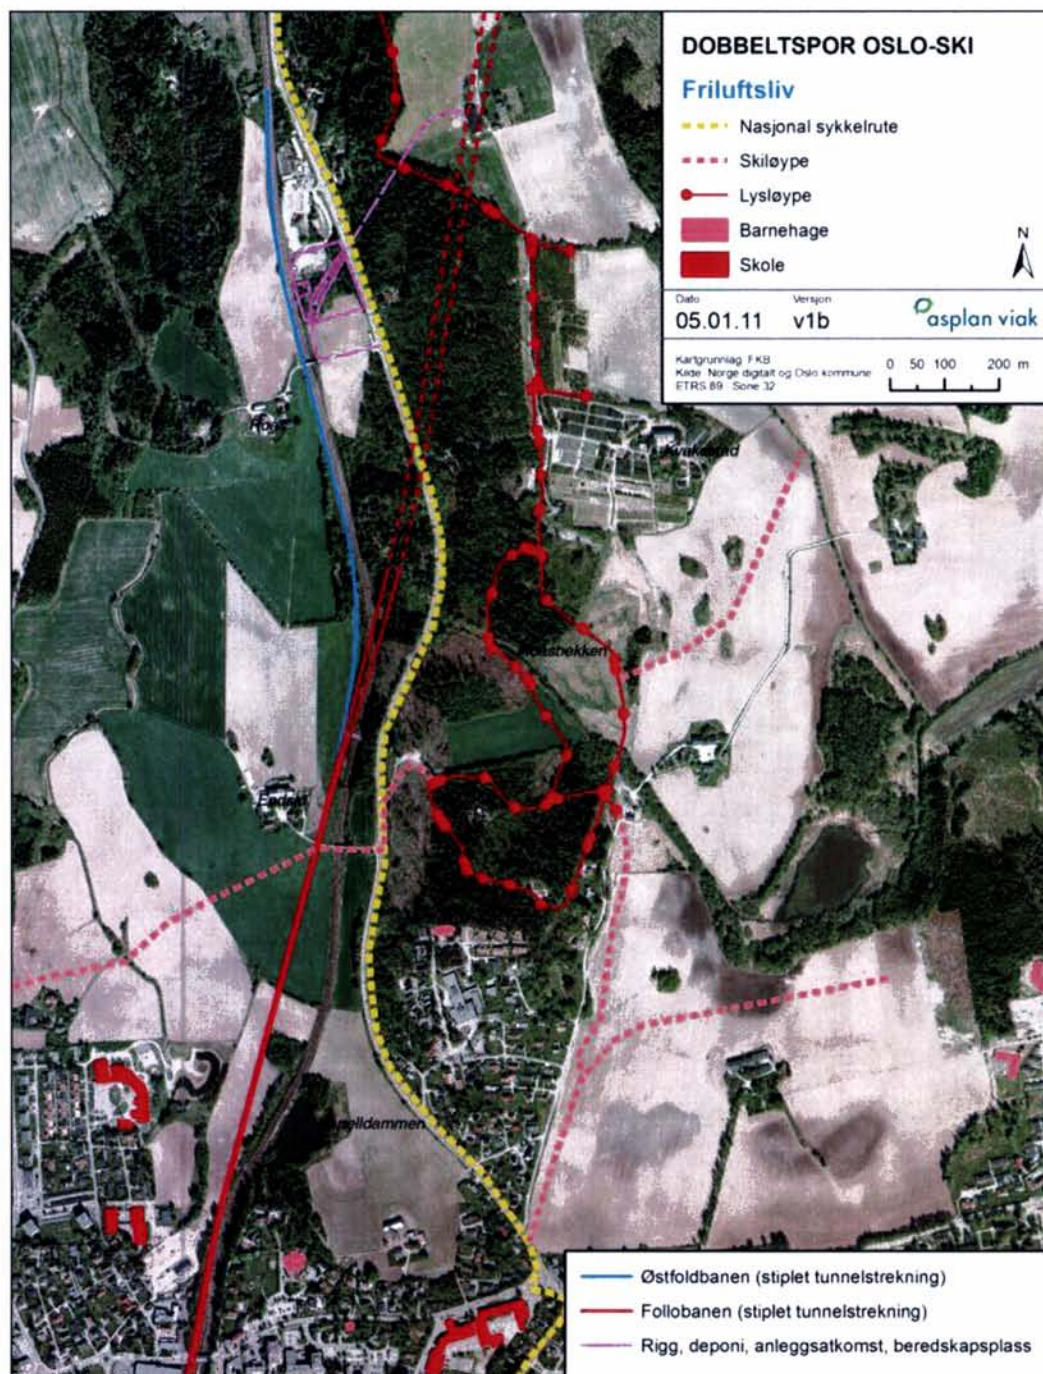 DOBBELTSPOR OSLO-SKI
Friluftsliv
Nasjonal sykkelrute
Skiløype
Lysløype
Barnehage
Skole
N
Dato
Versjon
05.01.11
v1b
asplan viak
Kartgrunnlag FKB
Kilde Norge digitalt og Oslo kommune
ETRS 89 Sone 32
0 50 100 200 m
Østfoldbanen (stiplet tunnelstrekning)
Follobanen (stiplet tunnelstrekning)
Rigg, deponi, anleggsatkomst, beredskapsplass